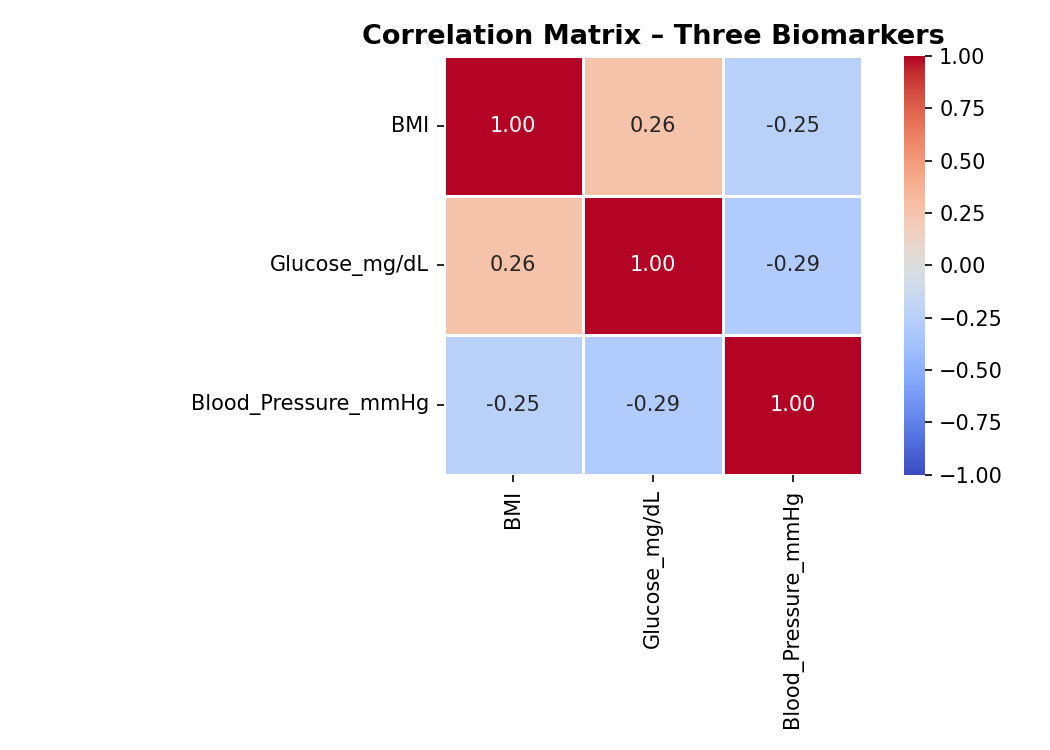 Correlation Matrix – Three Biomarkers
BMI
1.00
0.26
-0.25
Glucose_mg/dL
0.26
1.00
-0.29
Blood_Pressure_mmHg
-0.25
-0.29
1.00
BMI
Glucose_mg/dL
Blood_Pressure_mmHg
1.00
0.75
0.50
0.25
0.00
−0.25
−0.50
−0.75
−1.00